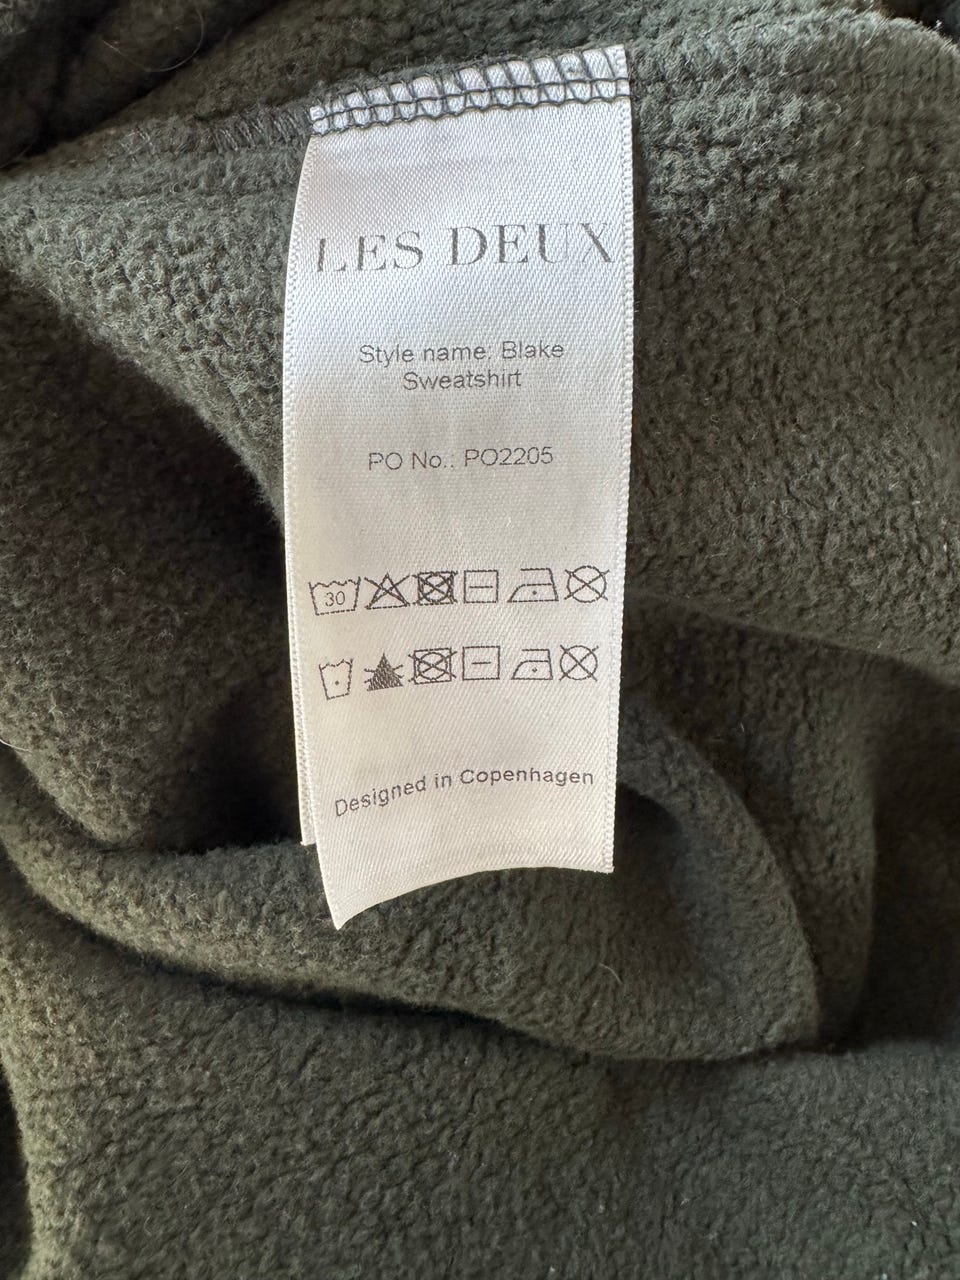 LES DEUX
Style name: Blake
Sweatshirt
PO No.: PO2205
30
Designed in Copenhagen